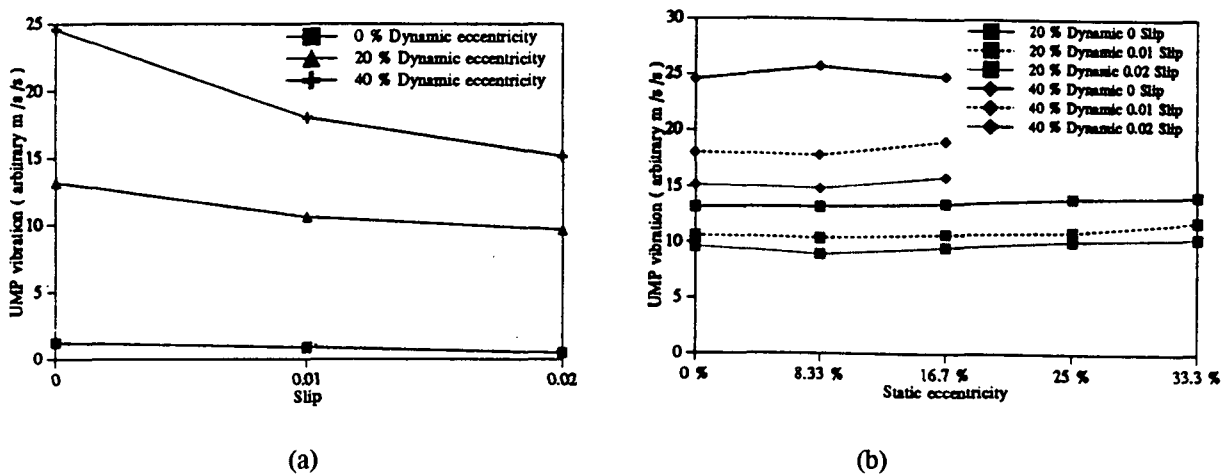 25
20
15
10
5
0
UMP vibration ( arbitrary m /s /s)
0 % Dynamic eccentricity
20 % Dynamic eccentricity
40 % Dynamic eccentricity
0
0.01
0.02
Slip
(a)
30
25
20
15
10
5
0
UMP vibration ( arbitrary m /s/s)
20 % Dynamic 0 Slip
20 % Dynamic 0.01 Slip
20 % Dynamic 0.02 Slip
40 % Dynamic 0 Slip
40 % Dynamic 0.01 Slip
40 % Dynamic 0.02 Slip
0 %
8.33 %
16.7 %
25 %
33.3 %
Static eccentricity
(b)